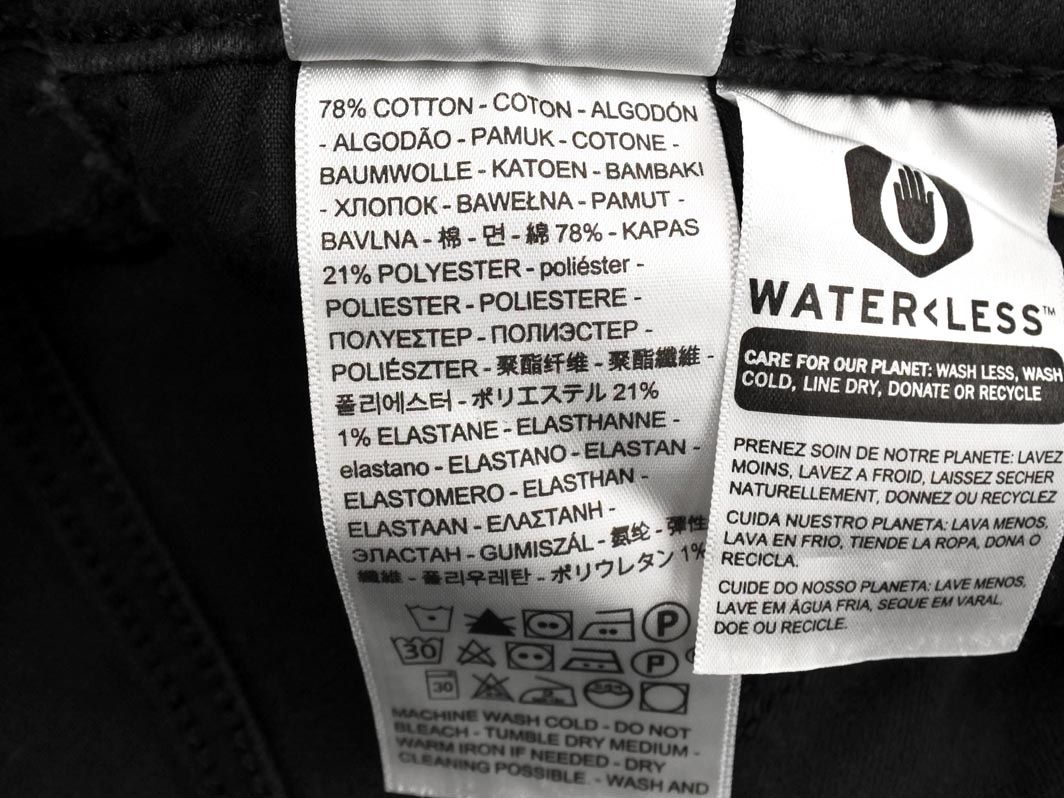 78% COTTON - COTON - ALGODÓN
- ALGODÃO - PAMUK - COTONE -
BAUMWOLLE - KATOEN - BAMBAKI
- ХЛОПОК - BAWEŁNA - PAMUT -
BAVLNA - 棉 - 면 - 綿 78% - KAPAS
21% POLYESTER - poliéster -
POLIESTER - POLIESTERE -
ΠΟΛΥΕΣΤΕΡ - ПОЛИЭСТЕР -
POLIÉSZTER - 聚酯纤维 - 聚酯纖維 -
폴리에스터 - ポリエステル 21%
1% ELASTANE - ELASTHANNE -
elastano - ELASTANO - ELASTAN -
ELASTOMERO - ELASTHAN -
ELASTAAN - ΕΛΑΣΤΑΝΗ -
ЭЛАСТАН - GUMISZÁL - 氨纶 - 彈性
纖維 - 폴리우레탄 - ポリウレタン 1%
P
30 P
30
MACHINE WASH COLD - DO NOT
BLEACH - TUMBLE DRY MEDIUM -
WARM IRON IF NEEDED - DRY
CLEANING POSSIBLE. - WASH AND
WATER<LESS™
CARE FOR OUR PLANET: WASH LESS, WASH
COLD, LINE DRY, DONATE OR RECYCLE
PRENEZ SOIN DE NOTRE PLANETE: LAVEZ
MOINS, LAVEZ A FROID, LAISSEZ SECHER
NATURELLEMENT, DONNEZ OU RECYCLEZ
CUIDA NUESTRO PLANETA: LAVA MENOS,
LAVA EN FRIO, TIENDE LA ROPA, DONA O
RECICLA.
CUIDE DO NOSSO PLANETA: LAVE MENOS,
LAVE EM ÁGUA FRIA, SEQUE EM VARAL,
DOE OU RECICLE.